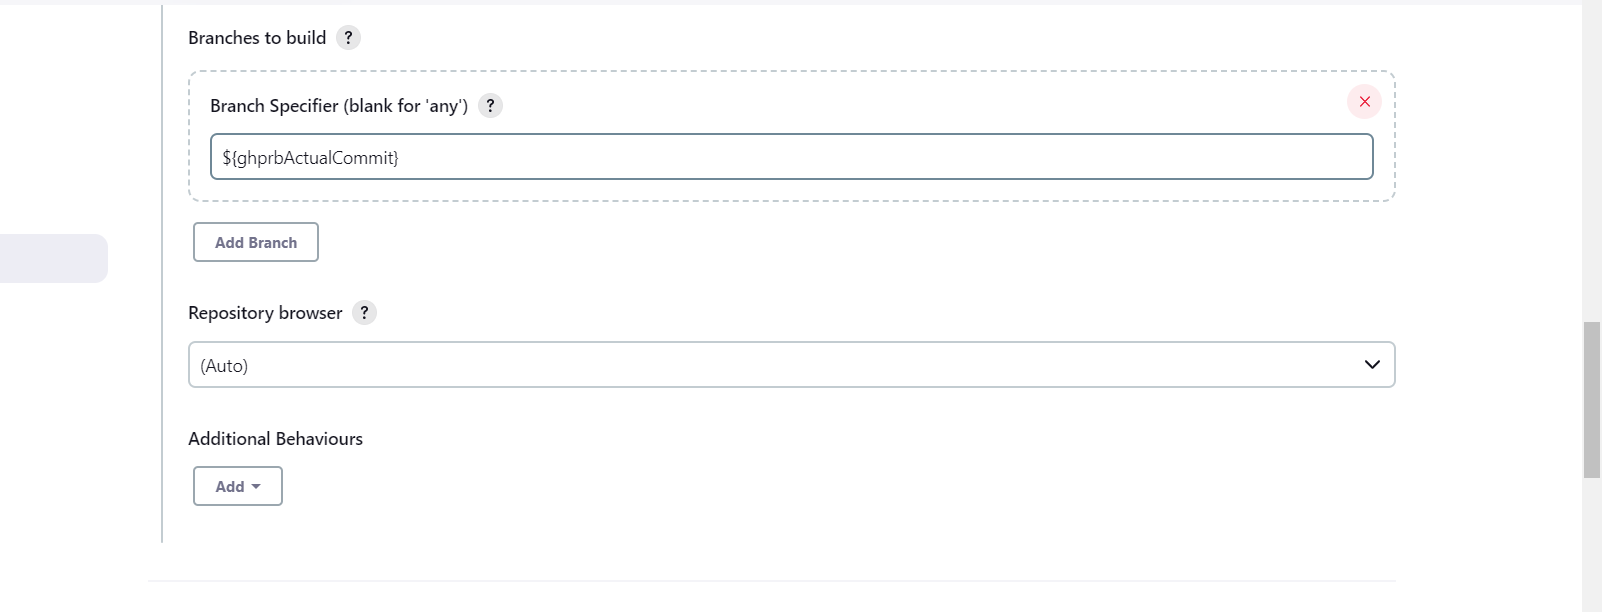 Branches to build ?
Branch Specifier (blank for 'any') ?
${ghprbActualCommit}
Add Branch
Repository browser ?
(Auto)
Additional Behaviours
Add